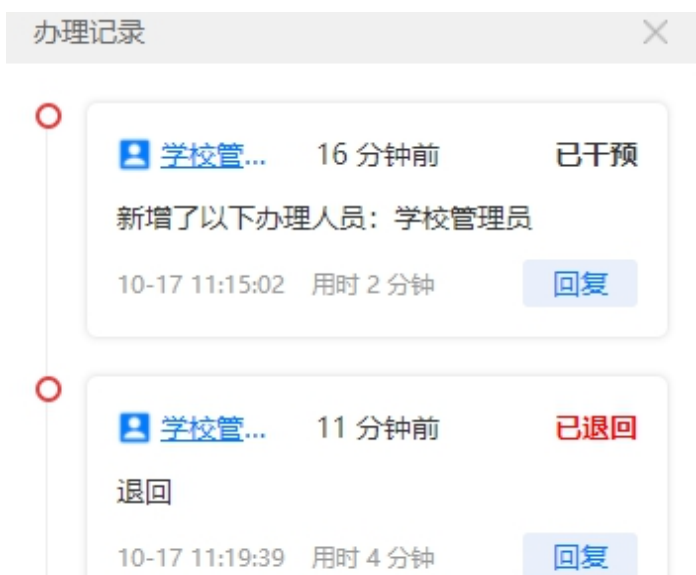 办理记录
学校管... 16 分钟前 已干预
新增了以下办理人员：学校管理员
10-17 11:15:02 用时 2 分钟 回复
学校管... 11 分钟前 已退回
退回
10-17 11:19:39 用时 4 分钟 回复